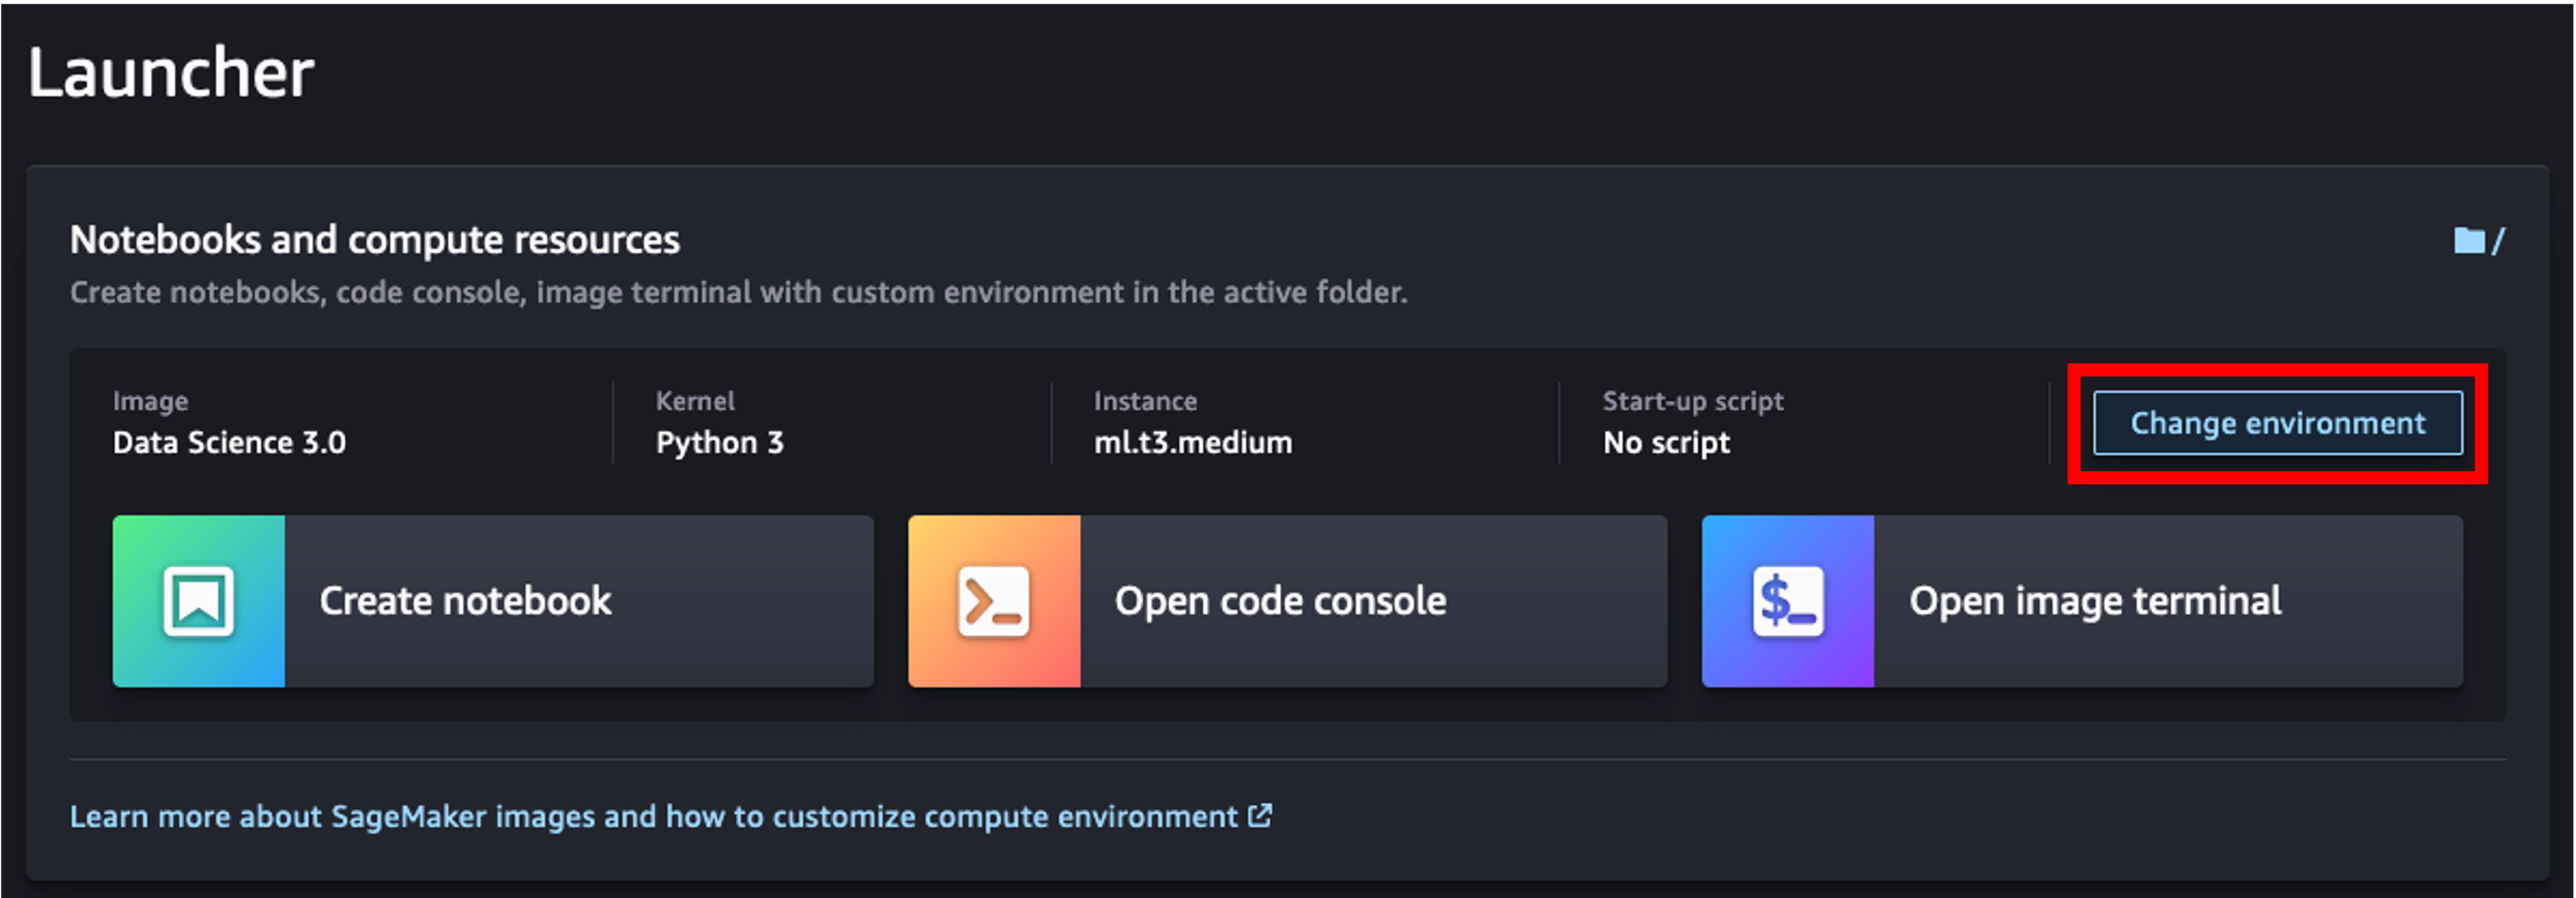 Launcher
Notebooks and compute resources
/
Create notebooks, code console, image terminal with custom environment in the active folder.
Image
Data Science 3.0
Kernel
Python 3
Instance
ml.t3.medium
Start-up script
No script
Change environment
Create notebook
Open code console
$_
Open image terminal
Learn more about SageMaker images and how to customize compute environment